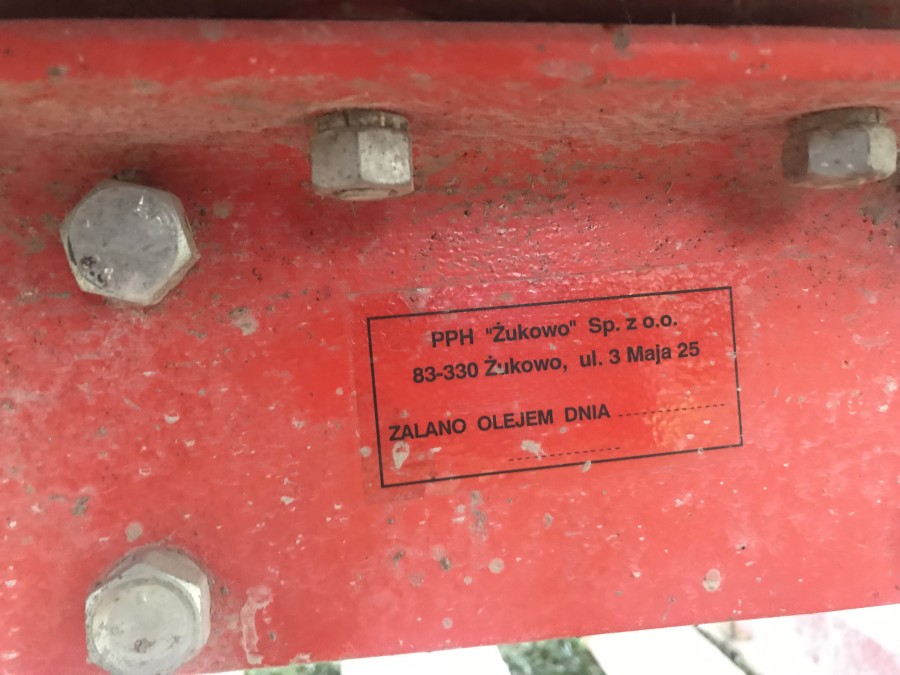 PPH "Żukowo" Sp. z o.o.
83-330 Żukowo, ul. 3 Maja 25
ZALANO OLEJEM DNIA ....................
....................